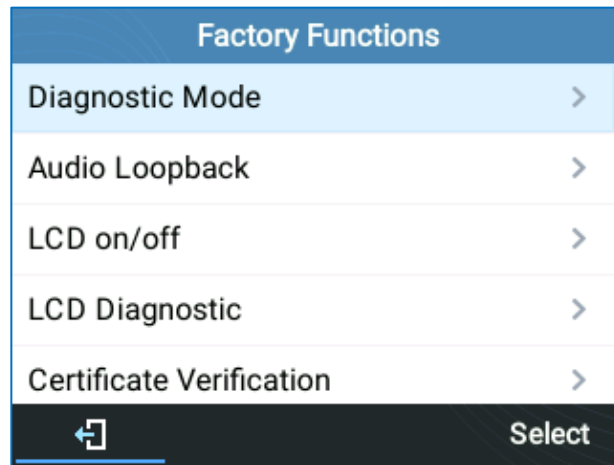 Factory Functions
Diagnostic Mode
Audio Loopback
LCD on/off
LCD Diagnostic
Certificate Verification
Select